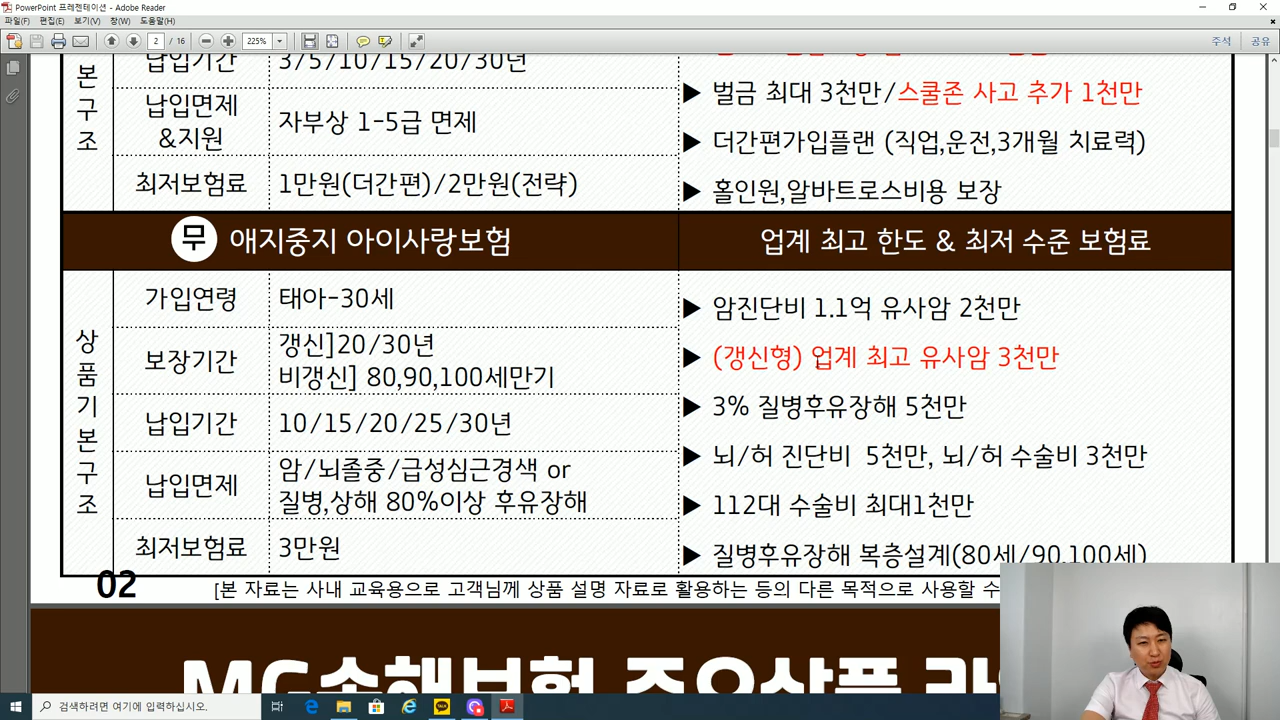 PowerPoint 프레젠테이션 - Adobe Reader
파일(F) 편집(E) 보기(V) 창(W) 도움말(H)
2 / 16 225% 주석 공유
본
구
조
납입기간 3/5/10/15/20/30년
납입면제
&지원
자부상 1-5급 면제
최저보험료 1만원(더간편)/2만원(전략)
▶ 벌금 최대 3천만/스쿨존 사고 추가 1천만
▶ 더간편가입플랜 (직업,운전,3개월 치료력)
▶ 홀인원,알바트로스비용 보장
무 애지중지 아이사랑보험
업계 최고 한도 & 최저 수준 보험료
상
품
기
본
구
조
가입연령 태아-30세
보장기간
갱신]20/30년
비갱신] 80,90,100세만기
납입기간 10/15/20/25/30년
납입면제
암/뇌졸중/급성심근경색 or
질병,상해 80%이상 후유장해
최저보험료 3만원
▶ 암진단비 1.1억 유사암 2천만
▶ (갱신형) 업계 최고 유사암 3천만
▶ 3% 질병후유장해 5천만
▶ 뇌/허 진단비 5천만, 뇌/허 수술비 3천만
▶ 112대 수술비 최대1천만
▶ 질병후유장해 복층설계(80세/90,100세)
02
[본 자료는 사내 교육용으로 고객님께 상품 설명 자료로 활용하는 등의 다른 목적으로 사용할 수
MG손해보험 주요상품 라
검색하려면 여기에 입력하십시오.